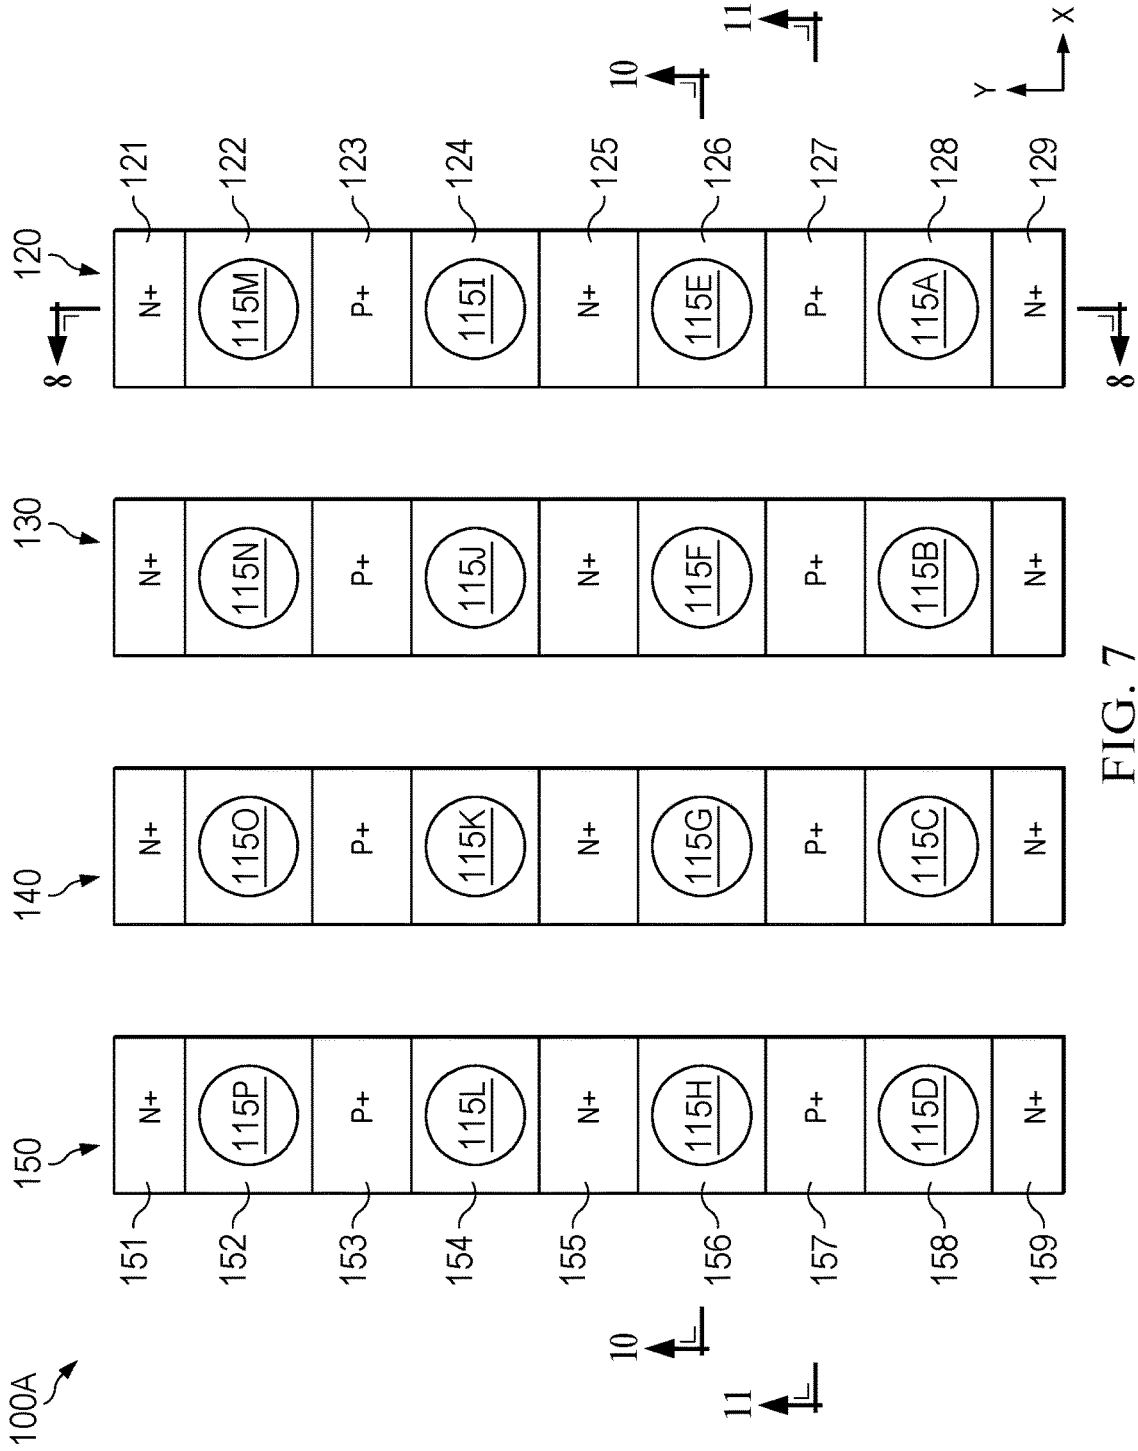 100A
150
140
130
120
8
11
10
151
N+
N+
N+
N+
121
152
115P
115O
115N
115M
122
153
P+
P+
P+
P+
123
154
115L
115K
115J
115I
124
155
N+
N+
N+
N+
125
10
156
115H
115G
115F
115E
126
11
157
P+
P+
P+
P+
127
158
115D
115C
115B
115A
128
159
N+
N+
N+
N+
129
8
Y
X
FIG. 7